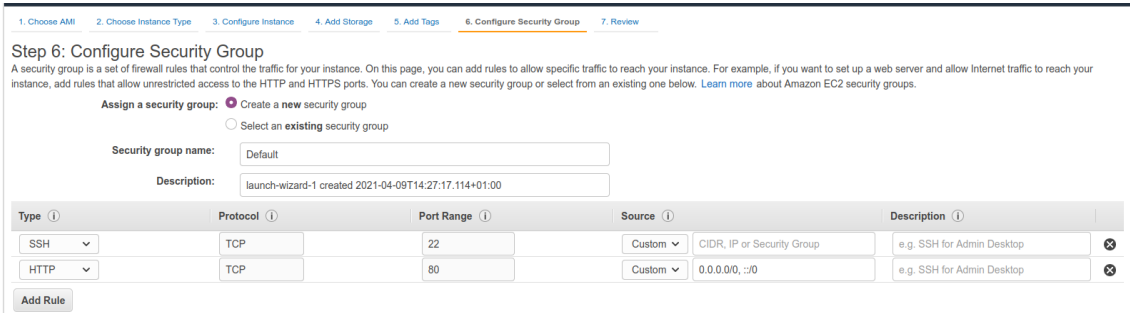 1. Choose AMI 2. Choose Instance Type 3. Configure Instance 4. Add Storage 5. Add Tags 6. Configure Security Group 7. Review
Step 6: Configure Security Group
A security group is a set of firewall rules that control the traffic for your instance. On this page, you can add rules to allow specific traffic to reach your instance. For example, if you want to set up a web server and allow Internet traffic to reach your
instance, add rules that allow unrestricted access to the HTTP and HTTPS ports. You can create a new security group or select from an existing one below. Learn more about Amazon EC2 security groups.
Assign a security group: Create a new security group
Select an existing security group
Security group name: Default
Description: launch-wizard-1 created 2021-04-09T14:27:17.114+01:00
Type Protocol Port Range Source Description
SSH TCP 22 Custom CIDR, IP or Security Group e.g. SSH for Admin Desktop
HTTP TCP 80 Custom 0.0.0.0/0, ::/0 e.g. SSH for Admin Desktop
Add Rule